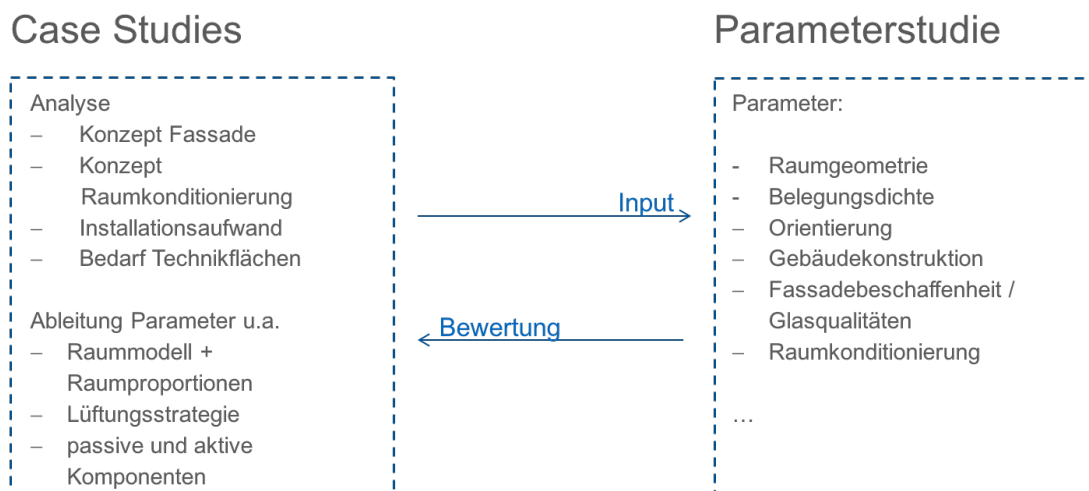 Case Studies
Analyse
– Konzept Fassade
– Konzept
Raumkonditionierung
– Installationsaufwand
– Bedarf Technikflächen
Ableitung Parameter u.a.
– Raummodell +
Raumproportionen
– Lüftungsstrategie
– passive und aktive
Komponenten
Input
Bewertung
Parameterstudie
Parameter:
- Raumgeometrie
- Belegungsdichte
– Orientierung
– Gebäudekonstruktion
– Fassadebeschaffenheit /
Glasqualitäten
– Raumkonditionierung
…